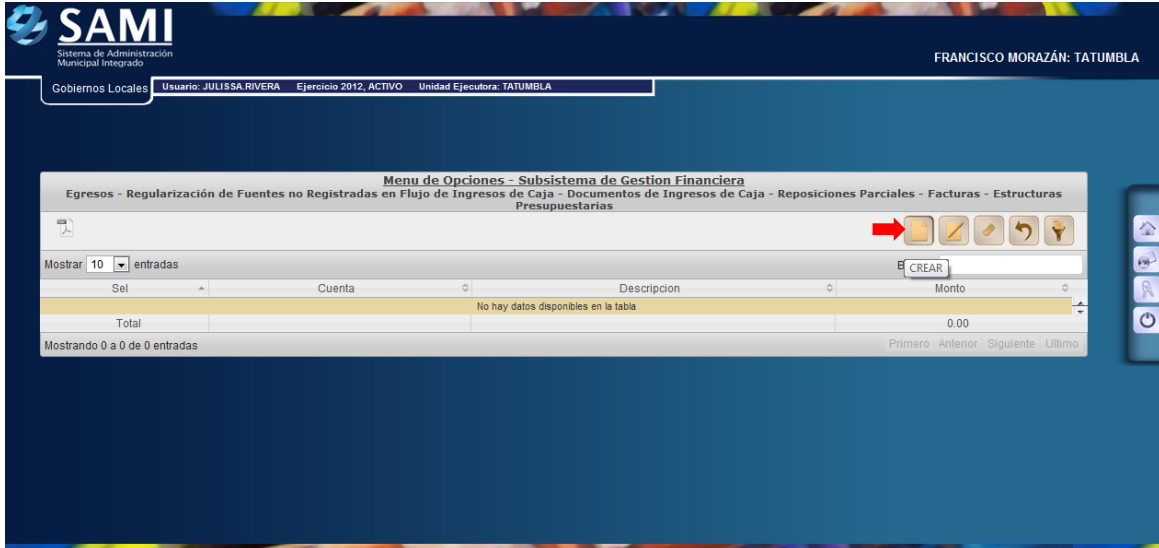 SAMI
Sistema de Administración
Municipal Integrado
FRANCISCO MORAZÁN: TATUMBLA
Gobiernos Locales
Usuario: JULISSA.RIVERA Ejercicio 2012, ACTIVO Unidad Ejecutora: TATUMBLA
Menu de Opciones - Subsistema de Gestion Financiera
Egresos - Regularización de Fuentes no Registradas en Flujo de Ingresos de Caja - Documentos de Ingresos de Caja - Reposiciones Parciales - Facturas - Estructuras
Presupuestarias
Mostrar 10 entradas
CREAR
Sel Cuenta Descripcion Monto
No hay datos disponibles en la tabla
Total 0.00
Mostrando 0 a 0 de 0 entradas Primero Anterior Siguiente Ultimo